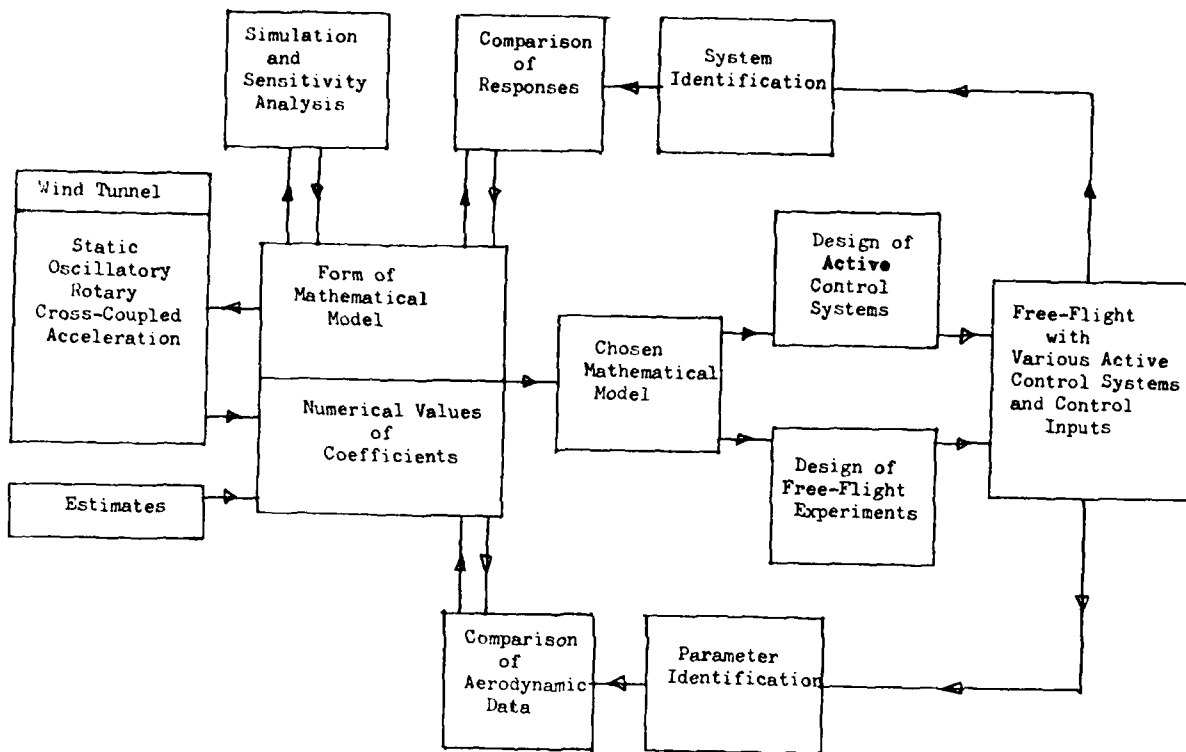 Simulation
and
Sensitivity
Analysis
Comparison
of
Responses
System
Identification
Wind Tunnel
Static
Oscillatory
Rotary
Cross-Coupled
Acceleration
Form of
Mathematical
Model
Numerical Values
of
Coefficients
Estimates
Chosen
Mathematical
Model
Design of
Active
Control
Systems
Design of
Free-Flight
Experiments
Free-Flight
with
Various Active
Control Systems
and Control
Inputs
Comparison
of
Aerodynamic
Data
Parameter
Identification